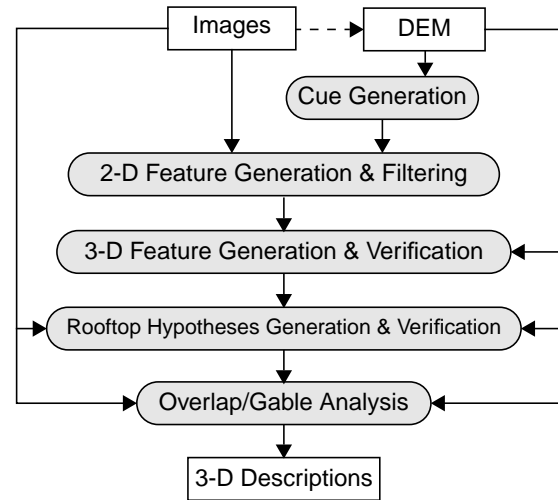 Images
DEM
Cue Generation
2-D Feature Generation & Filtering
3-D Feature Generation & Verification
Rooftop Hypotheses Generation & Verification
Overlap/Gable Analysis
3-D Descriptions